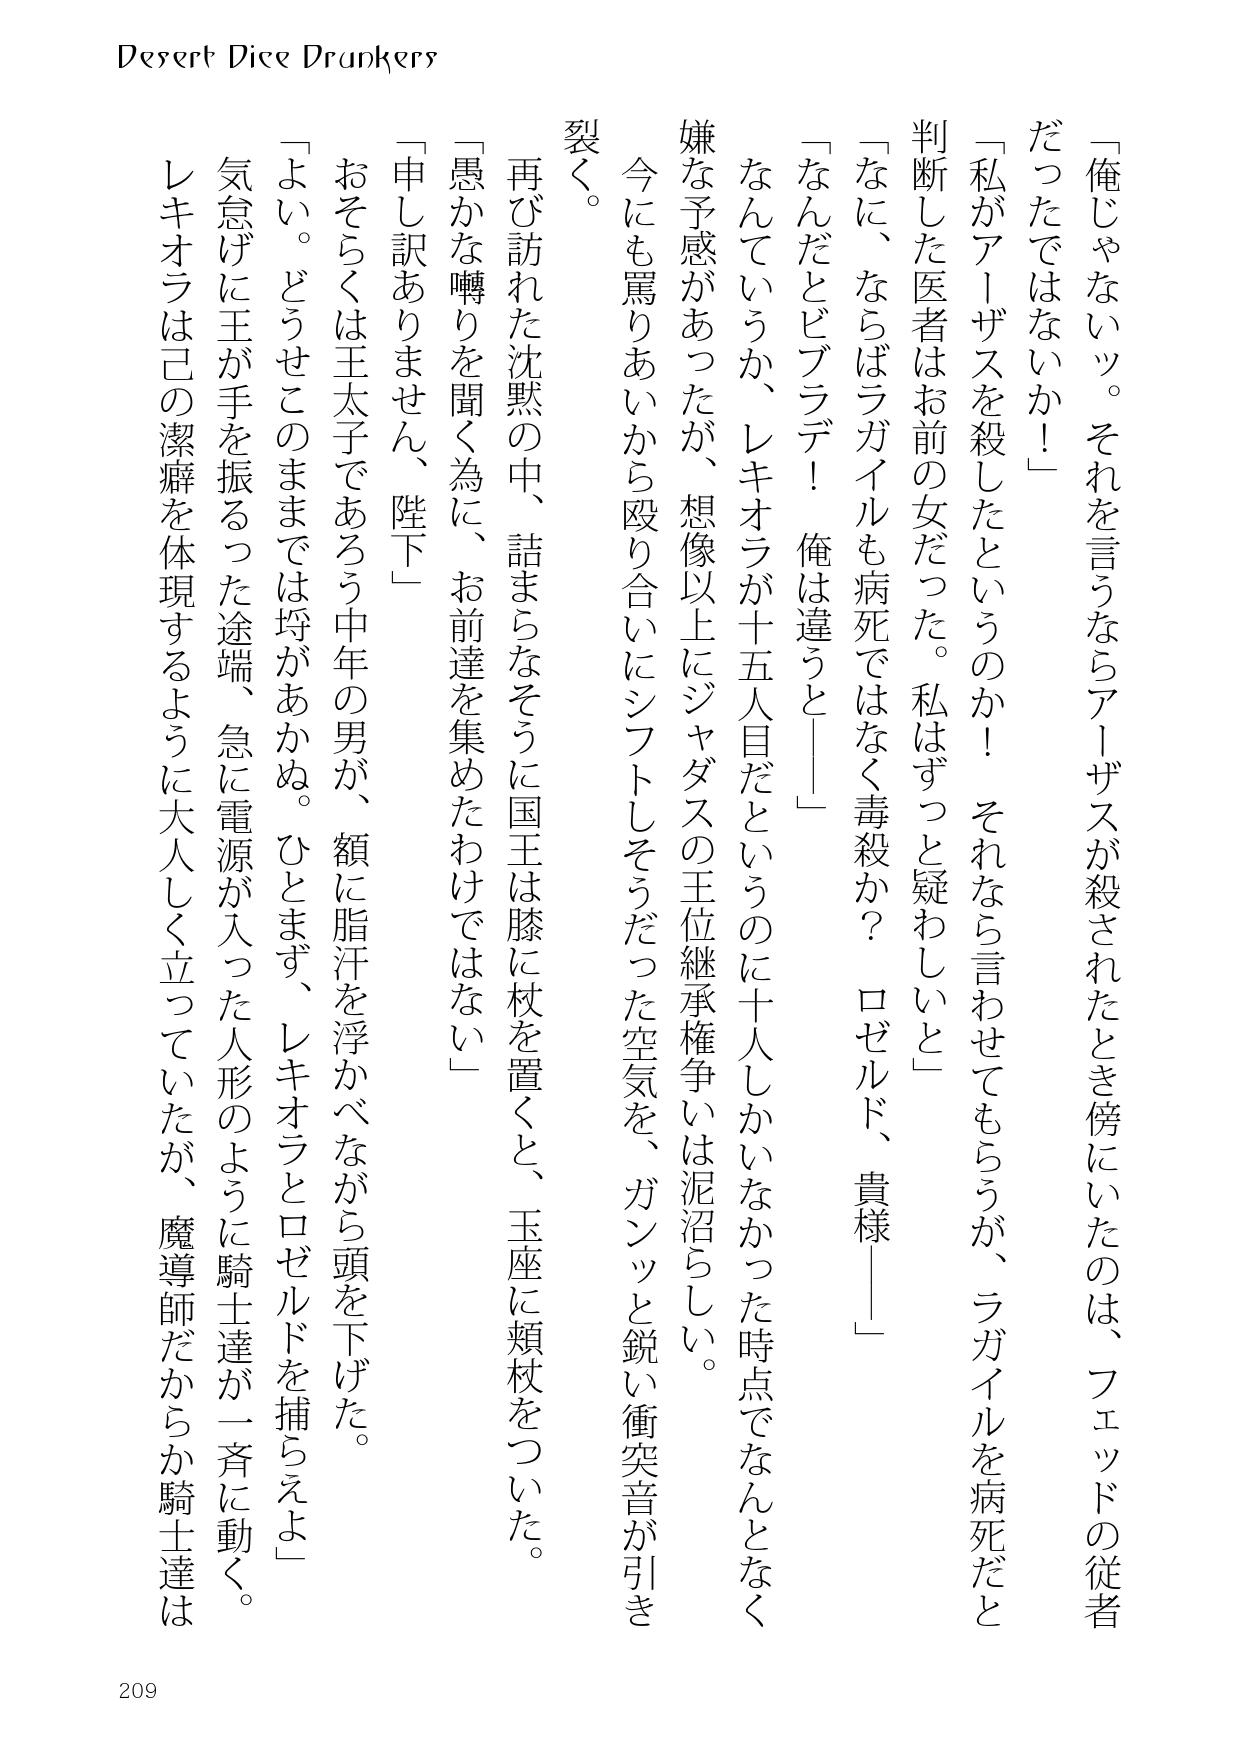 Desert Dice Drunkers
「俺じゃないッ。それを言うならアーザスが殺されたとき傍にいたのは、フェッドの従者
だったではないか！」
「私がアーザスを殺したというのか！　それなら言わせてもらうが、ラガイルを病死だと
判断した医者はお前の女だった。私はずっと疑わしいと」
「なに、ならばラガイルも病死ではなく毒殺か？　ロゼルド、貴様――」
「なんだとビブラデ！　俺は違うと――」
なんていうか、レキオラが十五人目だというのに十人しかいなかった時点でなんとなく
嫌な予感があったが、想像以上にジャダスの王位継承権争いは泥沼らしい。
今にも罵りあいから殴り合いにシフトしそうだった空気を、ガンッと鋭い衝突音が引き
裂く。
再び訪れた沈黙の中、詰まらなそうに国王は膝に杖を置くと、玉座に頬杖をついた。
「愚かな囀りを聞く為に、お前達を集めたわけではない」
「申し訳ありません、陛下」
おそらくは王太子であろう中年の男が、額に脂汗を浮かべながら頭を下げた。
「よい。どうせこのままでは埒があかぬ。ひとまず、レキオラとロゼルドを捕らえよ」
気怠げに王が手を振るった途端、急に電源が入った人形のように騎士達が一斉に動く。
レキオラは己の潔癖を体現するように大人しく立っていたが、魔導師だからか騎士達は
209